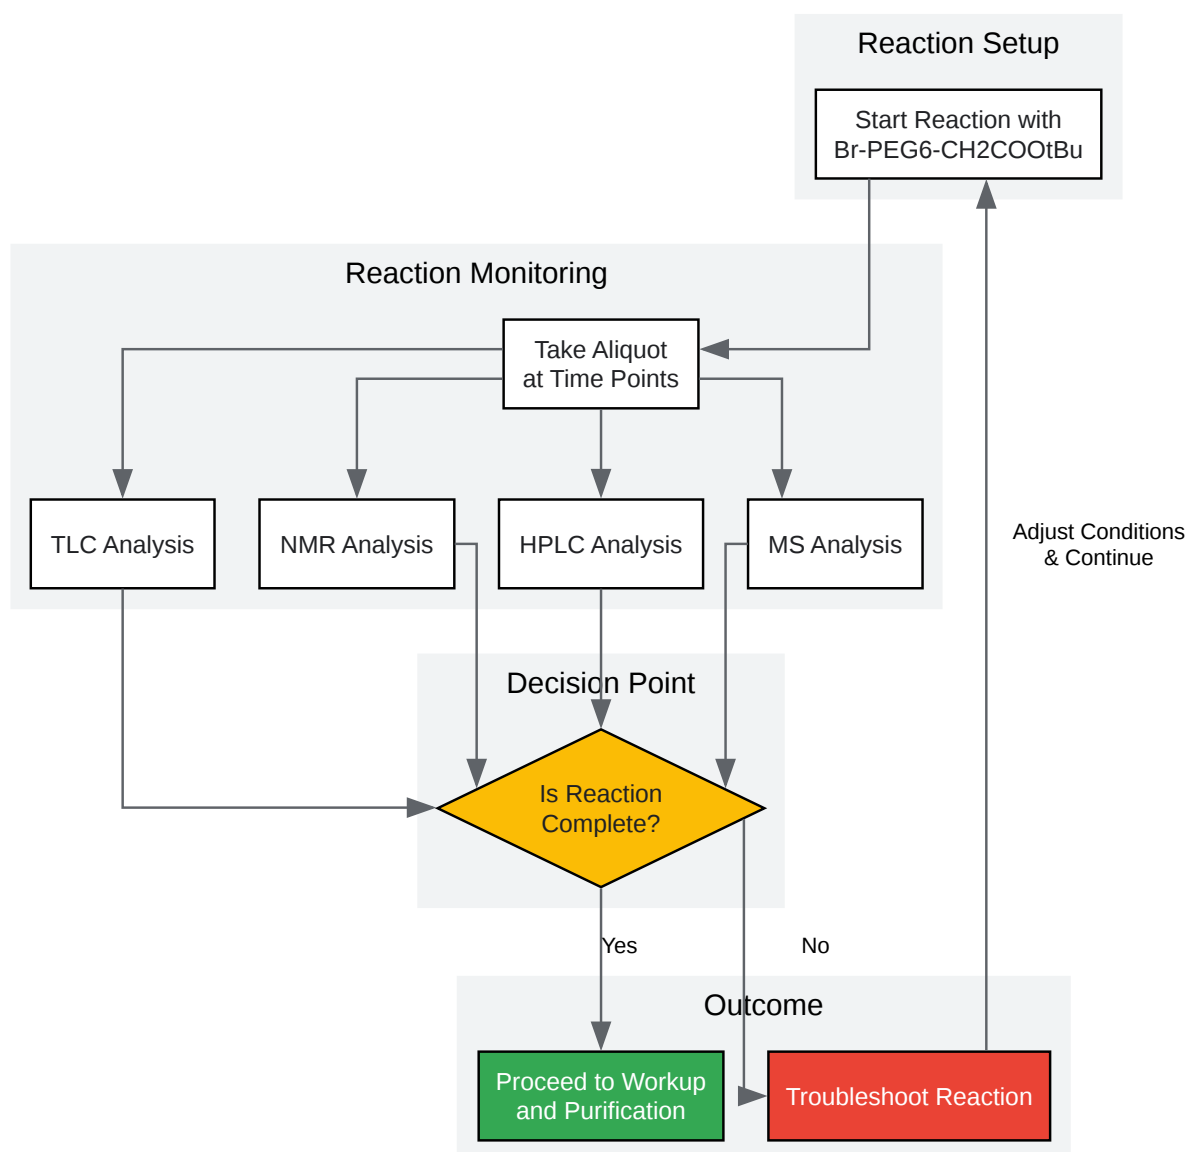 Reaction Setup
Start Reaction with
Br-PEG6-CH2COOtBu
Reaction Monitoring
Take Aliquot
at Time Points
TLC Analysis
NMR Analysis
HPLC Analysis
MS Analysis
Adjust Conditions
& Continue
Decision Point
Is Reaction
Complete?
Yes
No
Outcome
Proceed to Workup
and Purification
Troubleshoot Reaction